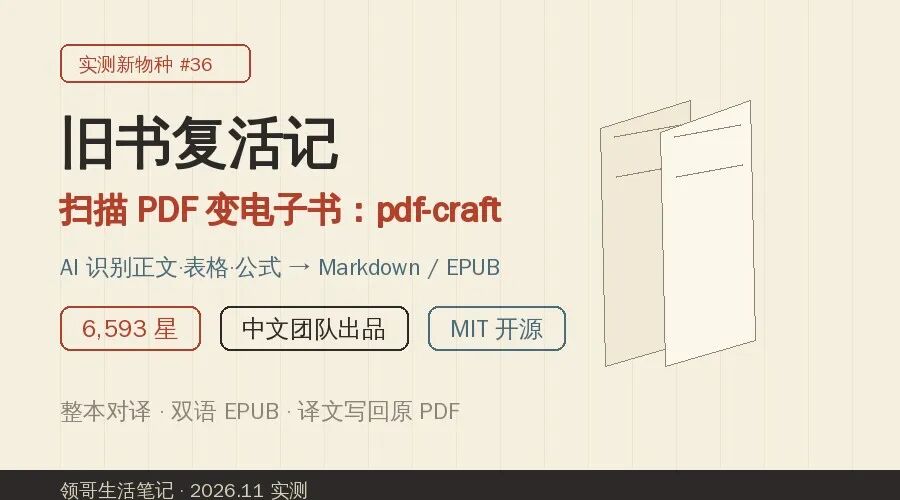 实测新物种 #36
旧书复活记
扫描 PDF 变电子书：pdf-craft
AI 识别正文·表格·公式 → Markdown / EPUB
6,593 星
中文团队出品
MIT 开源
整本对译 · 双语 EPUB · 译文写回原 PDF
领哥生活笔记 · 2026.11 实测